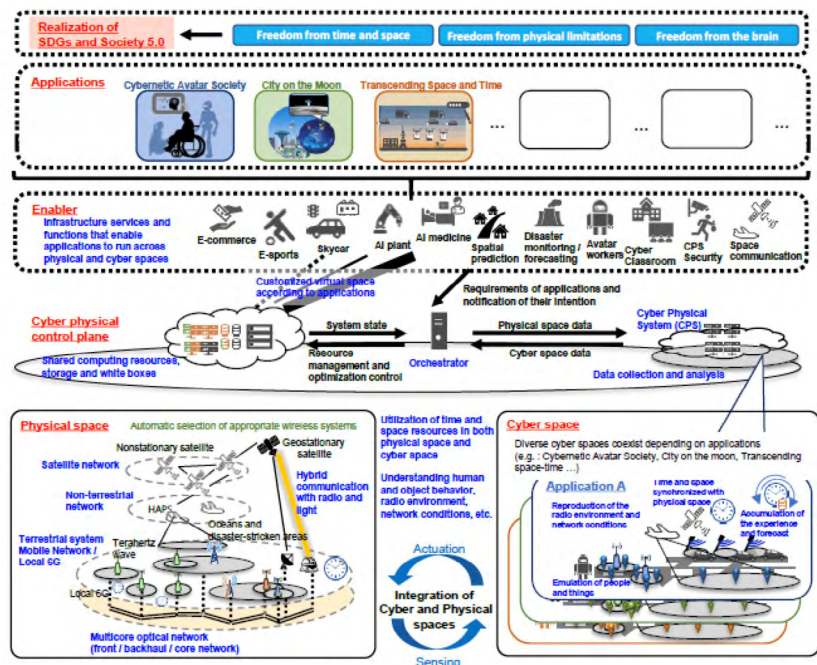 Realization of
SDGs and Society 5.0
Freedom from time and space
Freedom from physical limitations
Freedom from the brain
Applications
Cybernetic Avatar Society
City on the Moon
Transcending Space and Time
...
...
...
Enabler
Infrastructure services and
functions that enable
applications to run across
physical and cyber spaces
E-commerce
E-sports
Skycar
AI plant
AI medicine
Spatial
prediction
Disaster
monitoring /
forecasting
Avatar
workers
Cyber
Classroom
CPS
Security
Space
communication
Customized virtual space
according to applications
Requirements of applications and
notification of their intention
Cyber physical
control plane
System state
Resource
management and
optimization control
Orchestrator
Physical space data
Cyber space data
Cyber Physical
System (CPS)
Shared computing resources,
storage and white boxes
Data collection and analysis
Physical space
Automatic selection of appropriate wireless systems
Nonstationary satellite
Geostationary
satellite
Satellite network
Hybrid
communication
with radio and
light
Non-terrestrial
network
HAPS
Oceans and
disaster-stricken areas
Terrestrial system
Mobile Network /
Local 6G
Terahertz
wave
Local 6G
Multicore optical network
(front / backhaul / core network)
Utilization of time and
space resources in both
physical space and
cyber space
Understanding human
and object behavior,
radio environment,
network conditions, etc.
Actuation
Integration of
Cyber and Physical
spaces
Sensing
Cyber space
Diverse cyber spaces coexist depending on applications
(e.g. : Cybernetic Avatar Society, City on the moon, Transcending
space-time ...)
Application A
Time and space
synchronized with
physical space
Reproduction of the
radio environment and
network conditions
Accumulation of
the experience
and forecast
Emulation of people
and things